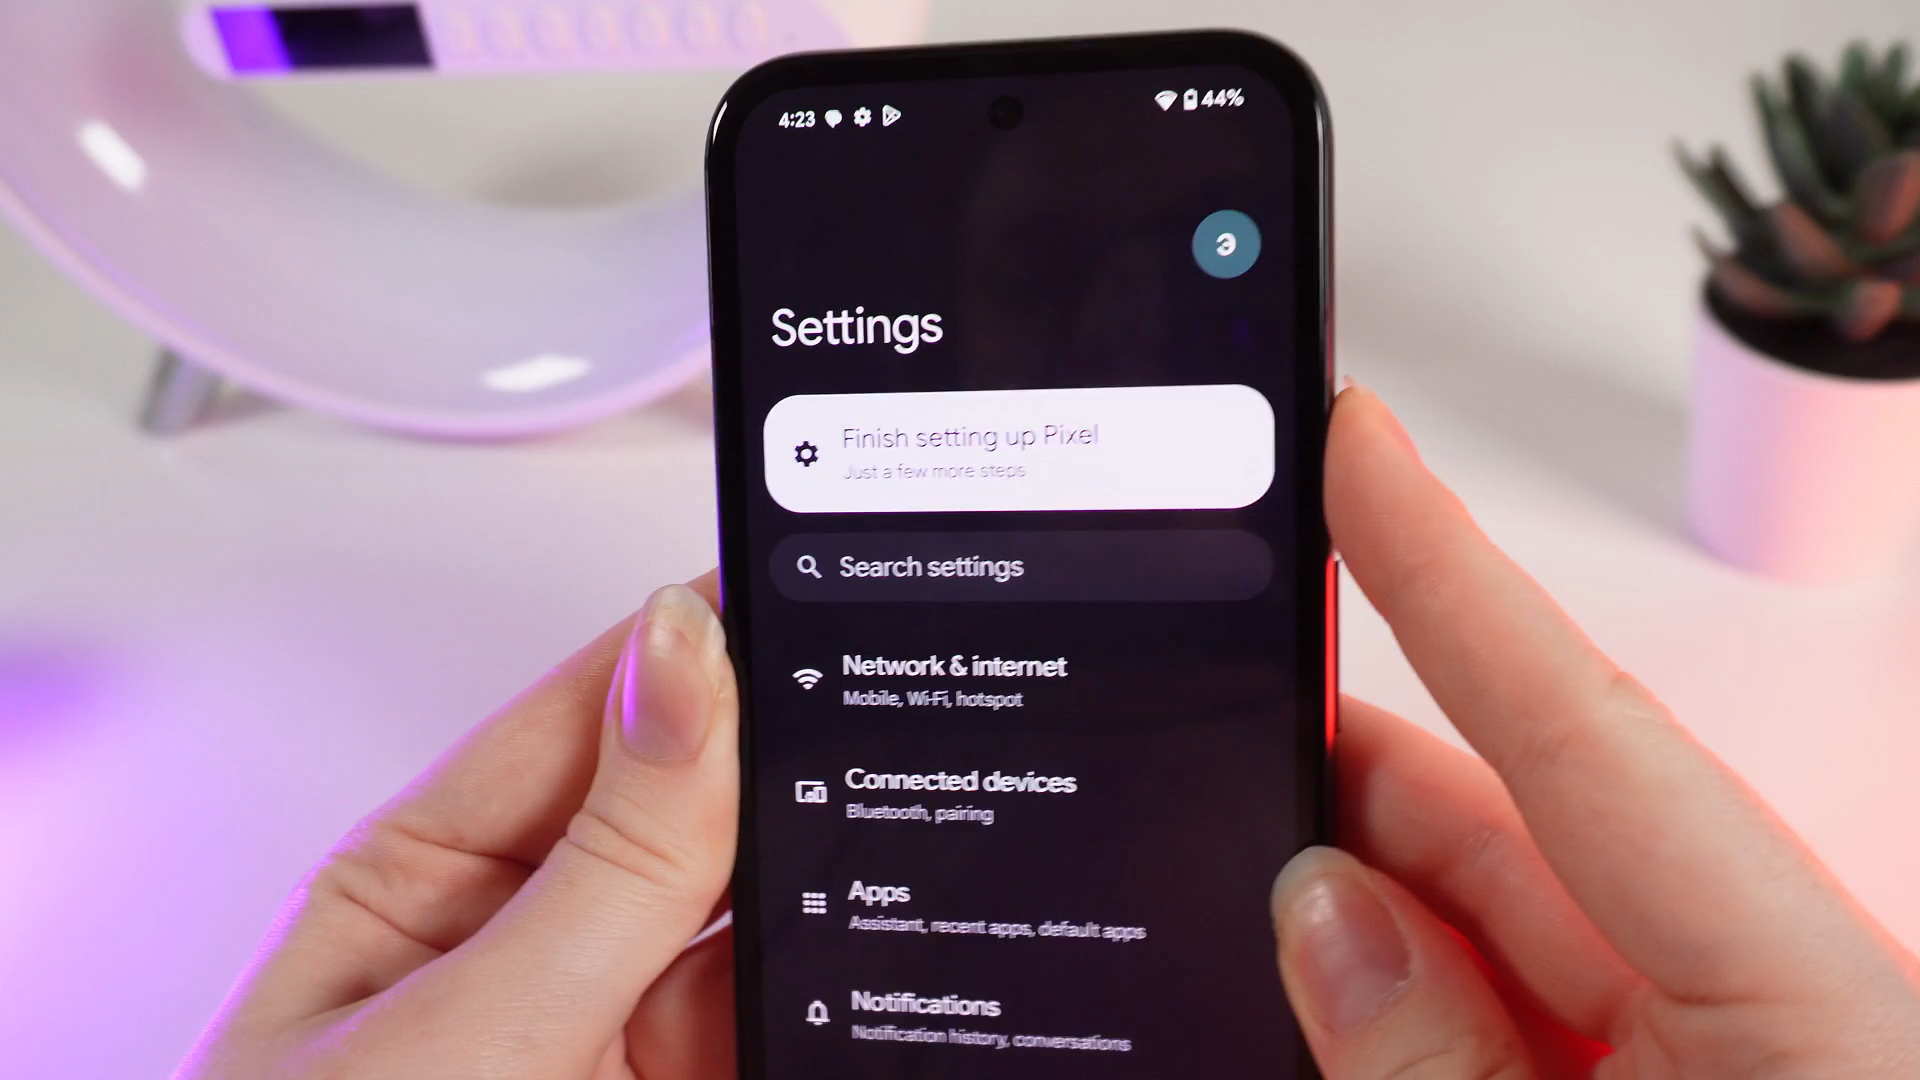 4:23
44%
э
Settings
Finish setting up Pixel
Just a few more steps
Search settings
Network & internet
Mobile, Wi-Fi, hotspot
Connected devices
Bluetooth, pairing
Apps
Assistant, recent apps, default apps
Notifications
Notification history, conversations